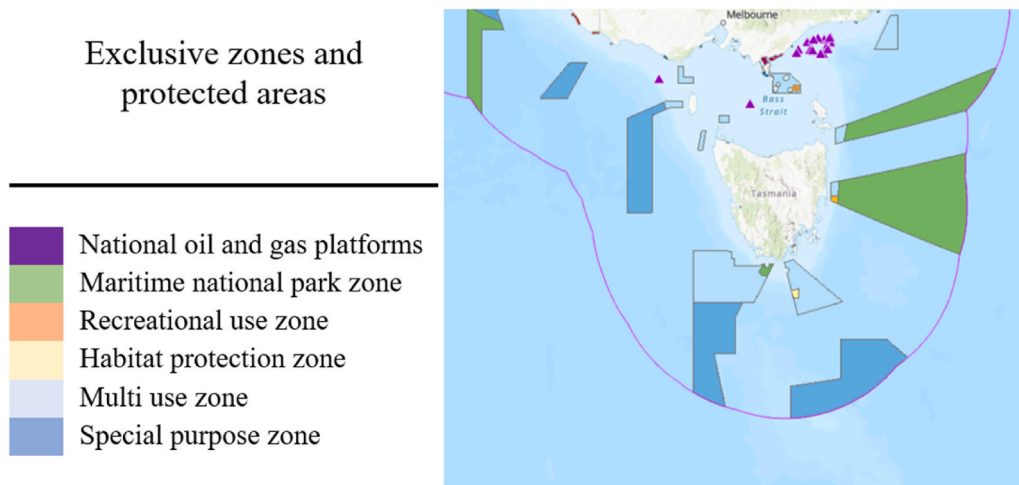 Exclusive zones and
protected areas
National oil and gas platforms
Maritime national park zone
Recreational use zone
Habitat protection zone
Multi use zone
Special purpose zone
Melbourne
Bass
Strait
Tasmania